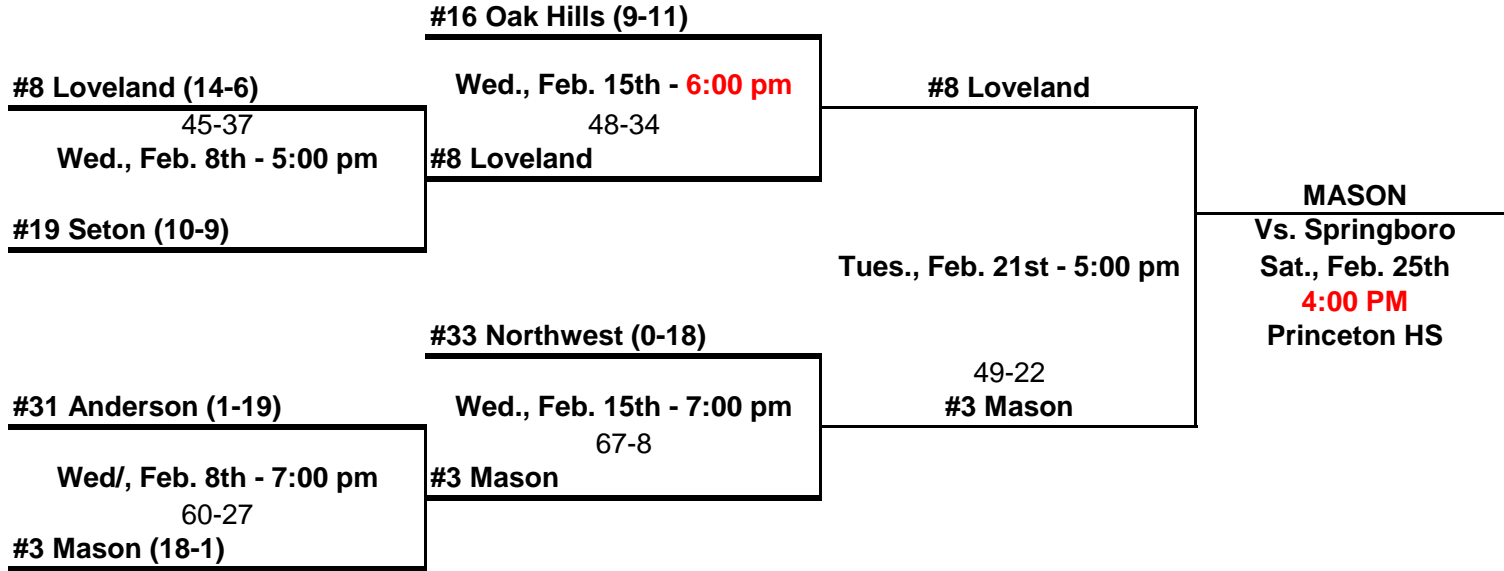 #16 Oak Hills (9-11)
#8 Loveland (14-6)
45-37
Wed., Feb. 8th - 5:00 pm
#19 Seton (10-9)
Wed., Feb. 15th - 6:00 pm
48-34
#8 Loveland
#8 Loveland
Tues., Feb. 21st - 5:00 pm
#33 Northwest (0-18)
#31 Anderson (1-19)
Wed/, Feb. 8th - 7:00 pm
60-27
#3 Mason (18-1)
Wed., Feb. 15th - 7:00 pm
67-8
#3 Mason
49-22
#3 Mason
MASON
Vs. Springboro
Sat., Feb. 25th
4:00 PM
Princeton HS